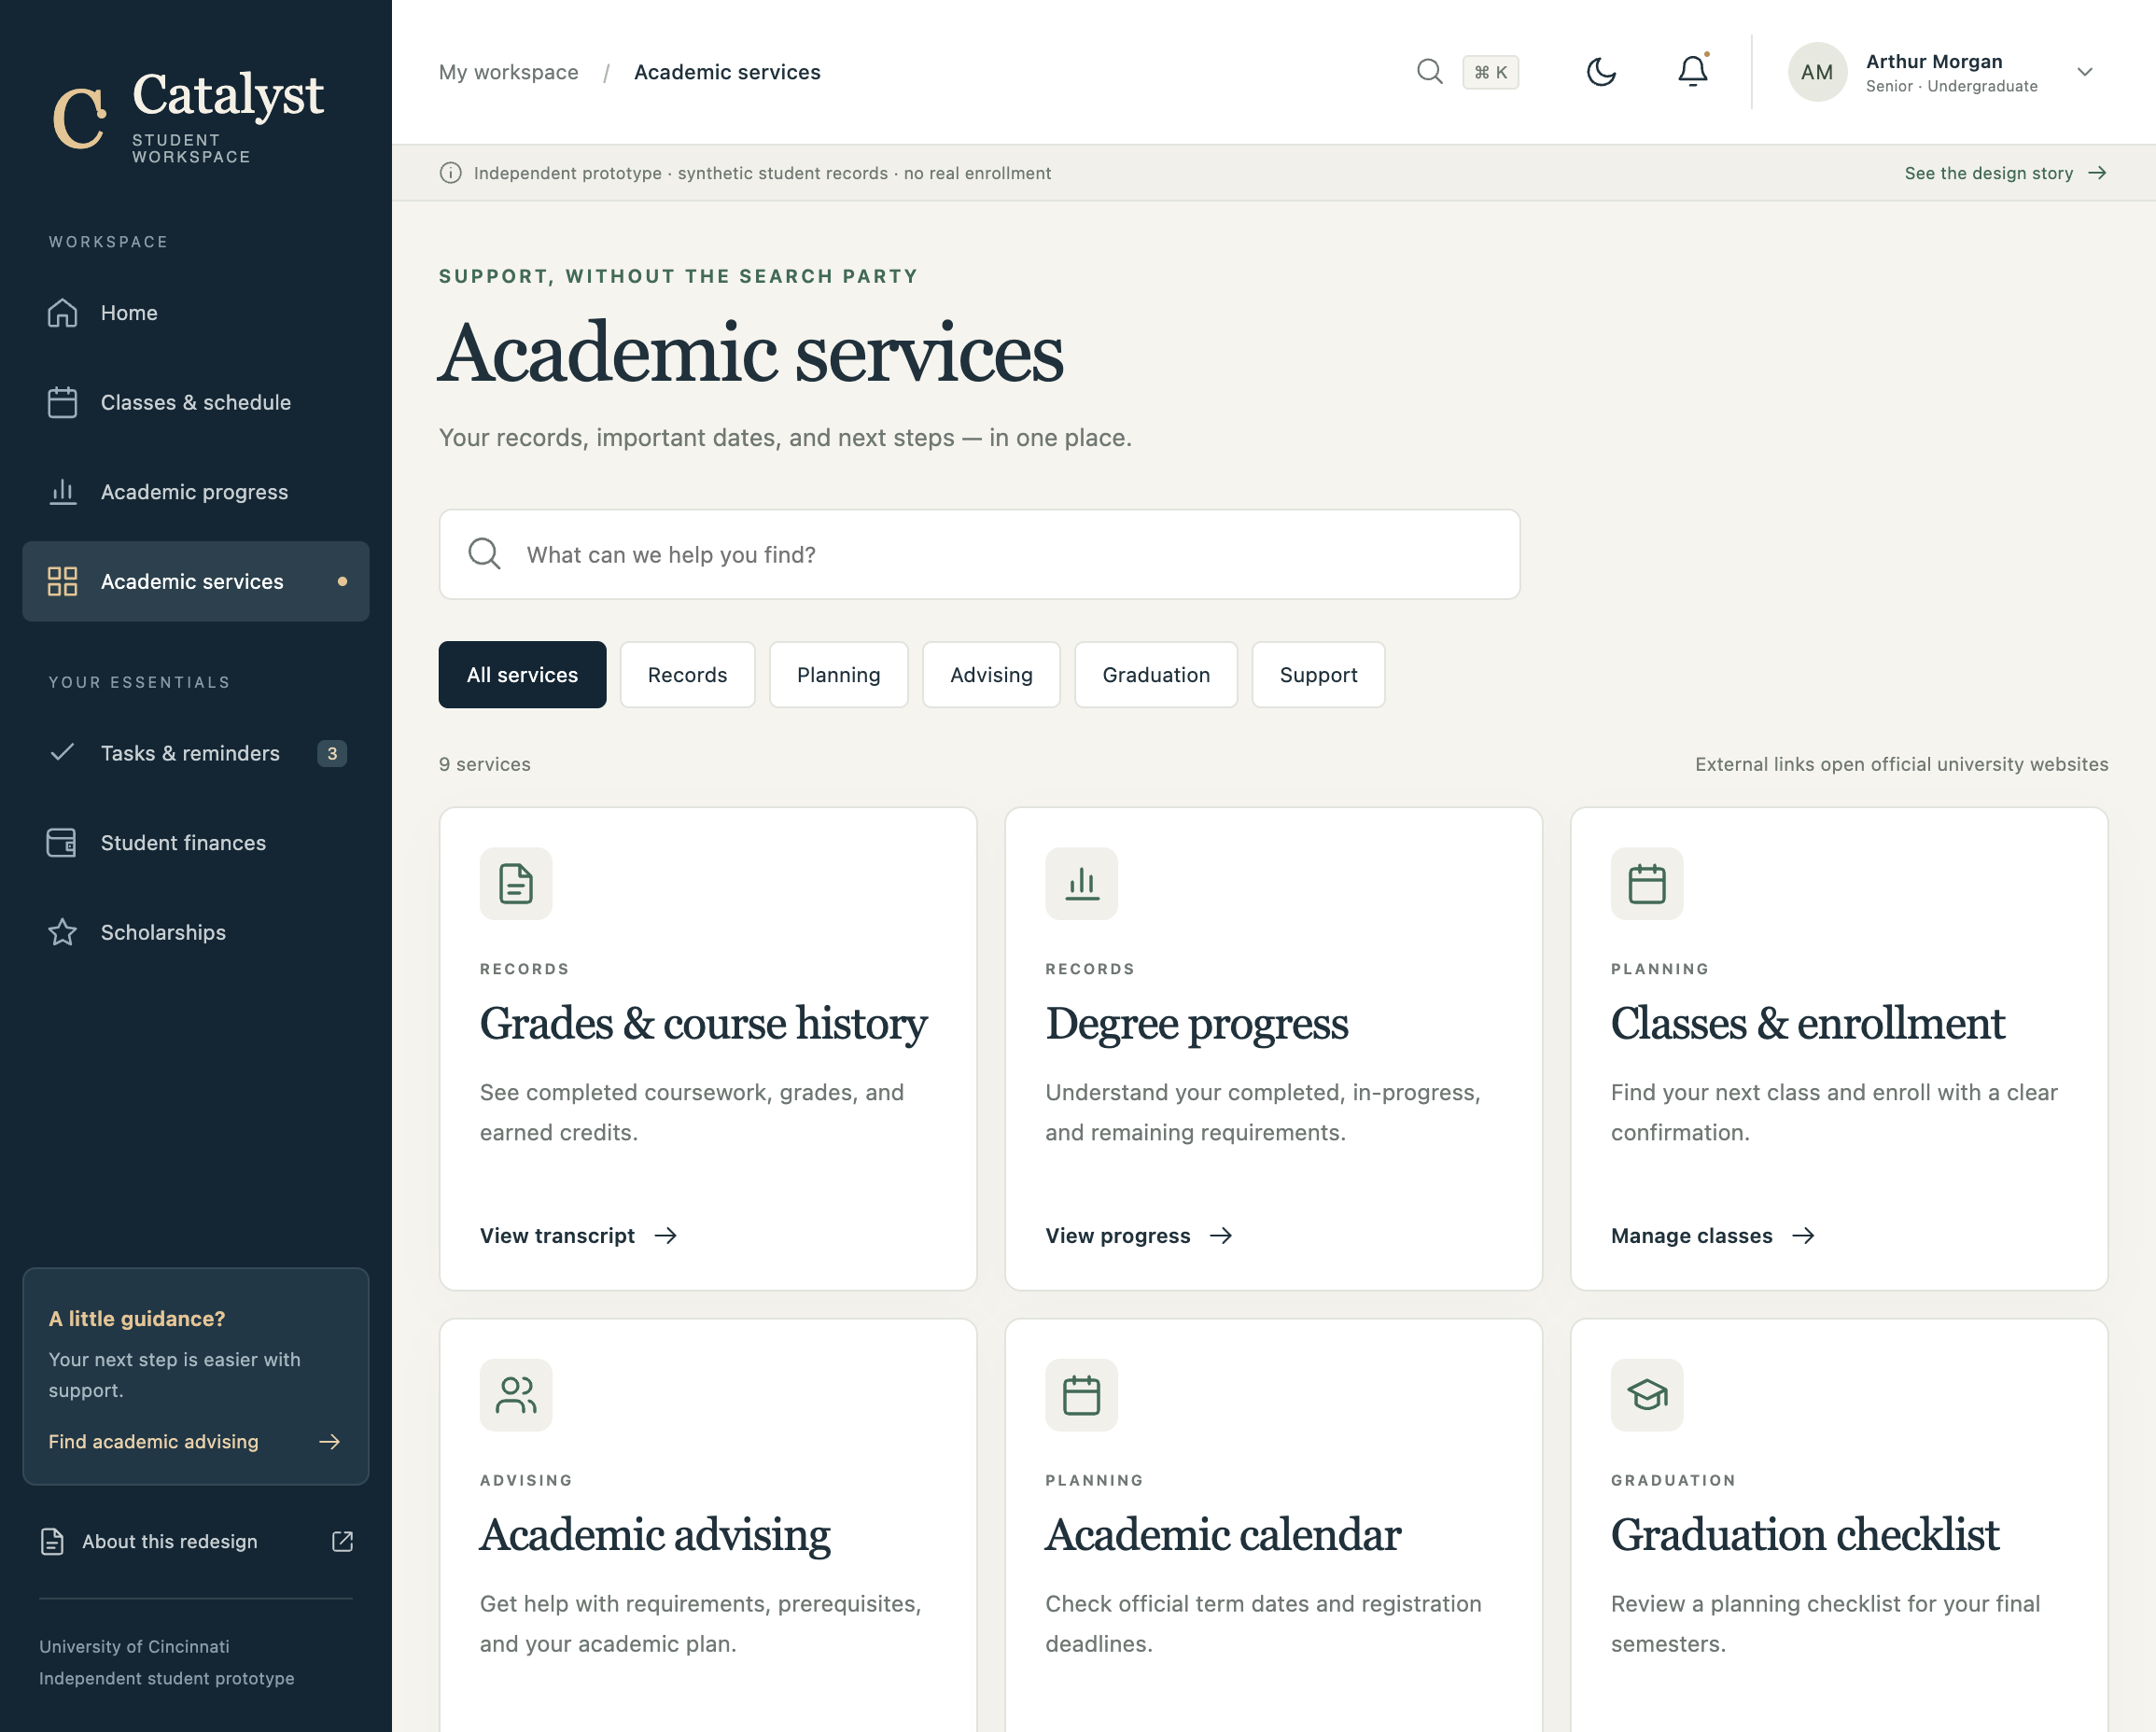 C
Catalyst
STUDENT
WORKSPACE
WORKSPACE
Home
Classes & schedule
Academic progress
Academic services
YOUR ESSENTIALS
Tasks & reminders 3
Student finances
Scholarships
A little guidance?
Your next step is easier with
support.
Find academic advising
About this redesign
University of Cincinnati
Independent student prototype
My workspace / Academic services
⌘ K
AM
Arthur Morgan
Senior · Undergraduate
Independent prototype · synthetic student records · no real enrollment
See the design story
SUPPORT, WITHOUT THE SEARCH PARTY
Academic services
Your records, important dates, and next steps — in one place.
What can we help you find?
All services
Records
Planning
Advising
Graduation
Support
9 services
External links open official university websites
RECORDS
Grades & course history
See completed coursework, grades, and
earned credits.
View transcript
RECORDS
Degree progress
Understand your completed, in-progress,
and remaining requirements.
View progress
PLANNING
Classes & enrollment
Find your next class and enroll with a clear
confirmation.
Manage classes
ADVISING
Academic advising
Get help with requirements, prerequisites,
and your academic plan.
PLANNING
Academic calendar
Check official term dates and registration
deadlines.
GRADUATION
Graduation checklist
Review a planning checklist for your final
semesters.